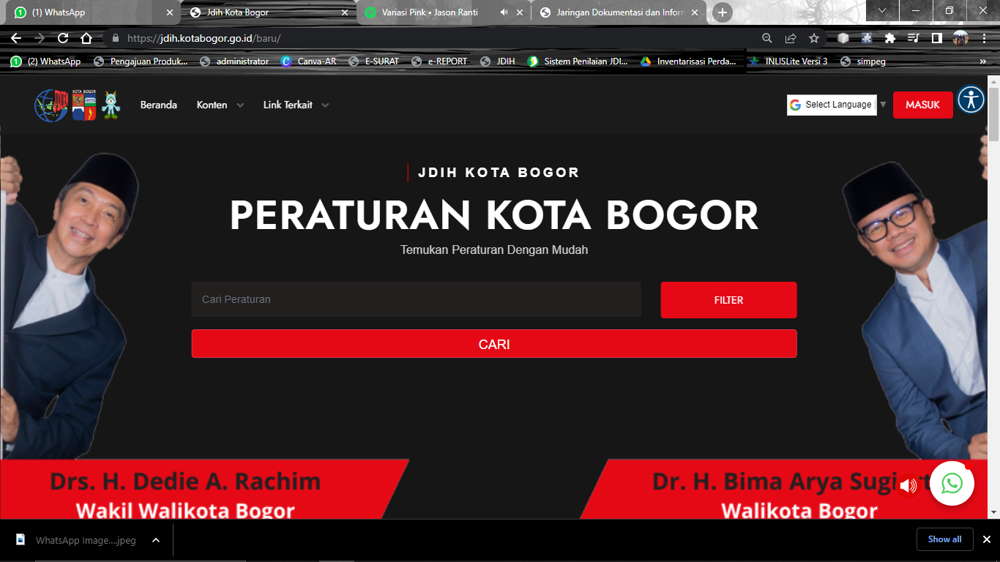 (1) WhatsApp
Jdih Kota Bogor
Variasi Pink • Jason Ranti
Jaringan Dokumentasi dan Inform
https://jdih.kotabogor.go.id/baru/
(2) WhatsApp
Pengajuan Produk...
administrator
Canva-AR
E-SURAT
e-REPORT
JDIH
Sistem Penilaian JDI...
Inventarisasi Perda...
INLISLite Versi 3
simpeg
KOTA BOGOR
Beranda
Konten
Link Terkait
Select Language
MASUK
JDIH KOTA BOGOR
PERATURAN KOTA BOGOR
Temukan Peraturan Dengan Mudah
Cari Peraturan
FILTER
CARI
Drs. H. Dedie A. Rachim
Wakil Walikota Bogor
Dr. H. Bima Arya
Walikota Bogor
WhatsApp Image....jpeg
Show all